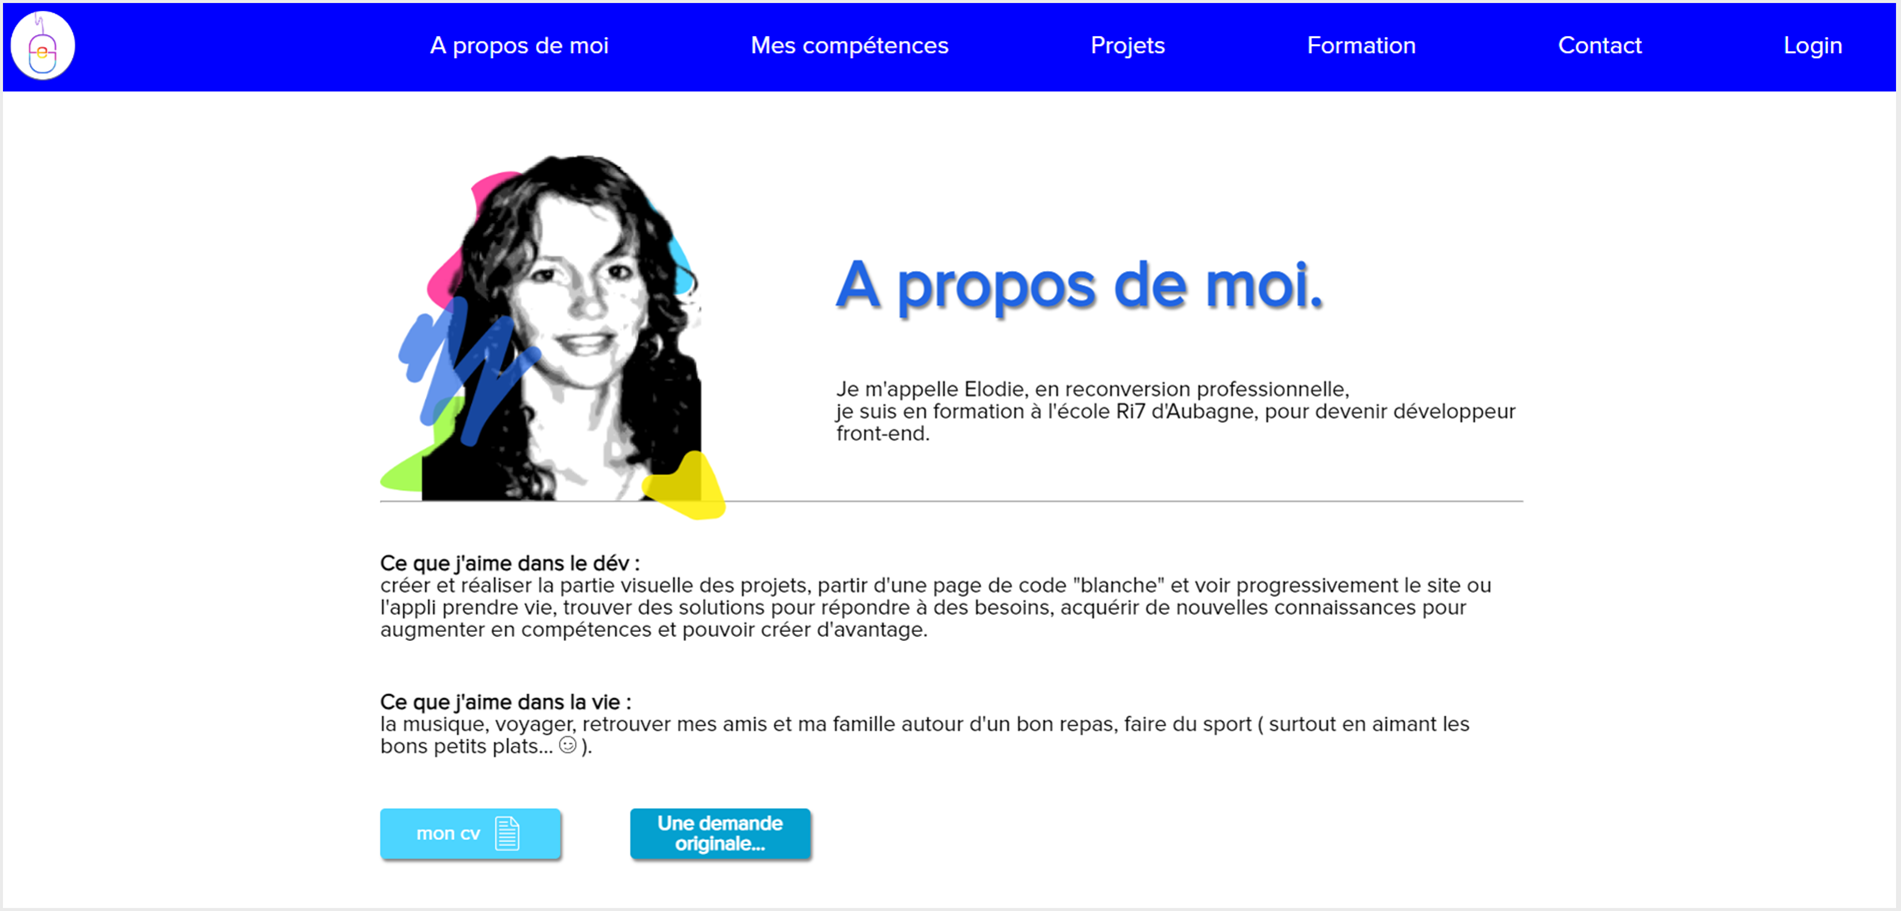 A propos de moi
Mes compétences
Projets
Formation
Contact
Login
A propos de moi.
Je m'appelle Elodie, en reconversion professionnelle,
je suis en formation à l'école Ri7 d'Aubagne, pour devenir développeur
front-end.
Ce que j'aime dans le dév :
créer et réaliser la partie visuelle des projets, partir d'une page de code "blanche" et voir progressivement le site ou
l'appli prendre vie, trouver des solutions pour répondre à des besoins, acquérir de nouvelles connaissances pour
augmenter en compétences et pouvoir créer d'avantage.
Ce que j'aime dans la vie :
la musique, voyager, retrouver mes amis et ma famille autour d'un bon repas, faire du sport ( surtout en aimant les
bons petits plats... ☺ ).
mon cv
Une demande
originale...